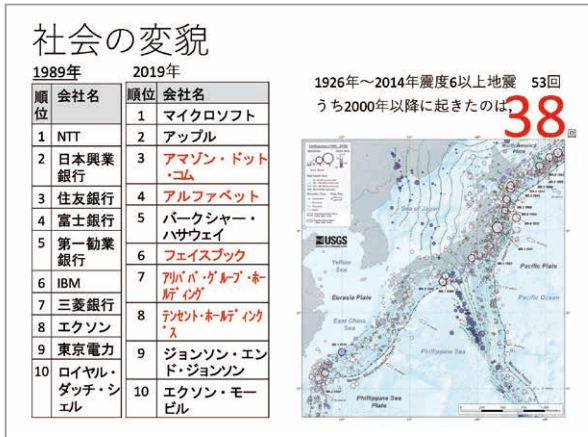 社会の変貌
1989年
順位 会社名
1 NTT
2 日本興業
銀行
3 住友銀行
4 富士銀行
5 第一勧業
銀行
6 IBM
7 三菱銀行
8 エクソン
9 東京電力
10 ロイヤル・
ダッチ・シ
ェル
2019年
順位 会社名
1 マイクロソフト
2 アップル
3 アマゾン・ドット
・コム
4 アルファベット
5 バークシャー・
ハサウェイ
6 フェイスブック
7 アリババ・グループ・ホー
ルディング
8 テンセント・ホールディング
ス
9 ジョンソン・エン
ド・ジョンソン
10 エクソン・モー
ビル
1926年～2014年震度6以上地震 53回
うち2000年以降に起きたのは,
38
回
North America
Plate
Sea of Japan
USGS
Yellow
Sea
Pacific Plate
Eurasia Plate
Pacific Ocean
East China
Sea
Philippine Sea
Philippine Sea
Plate